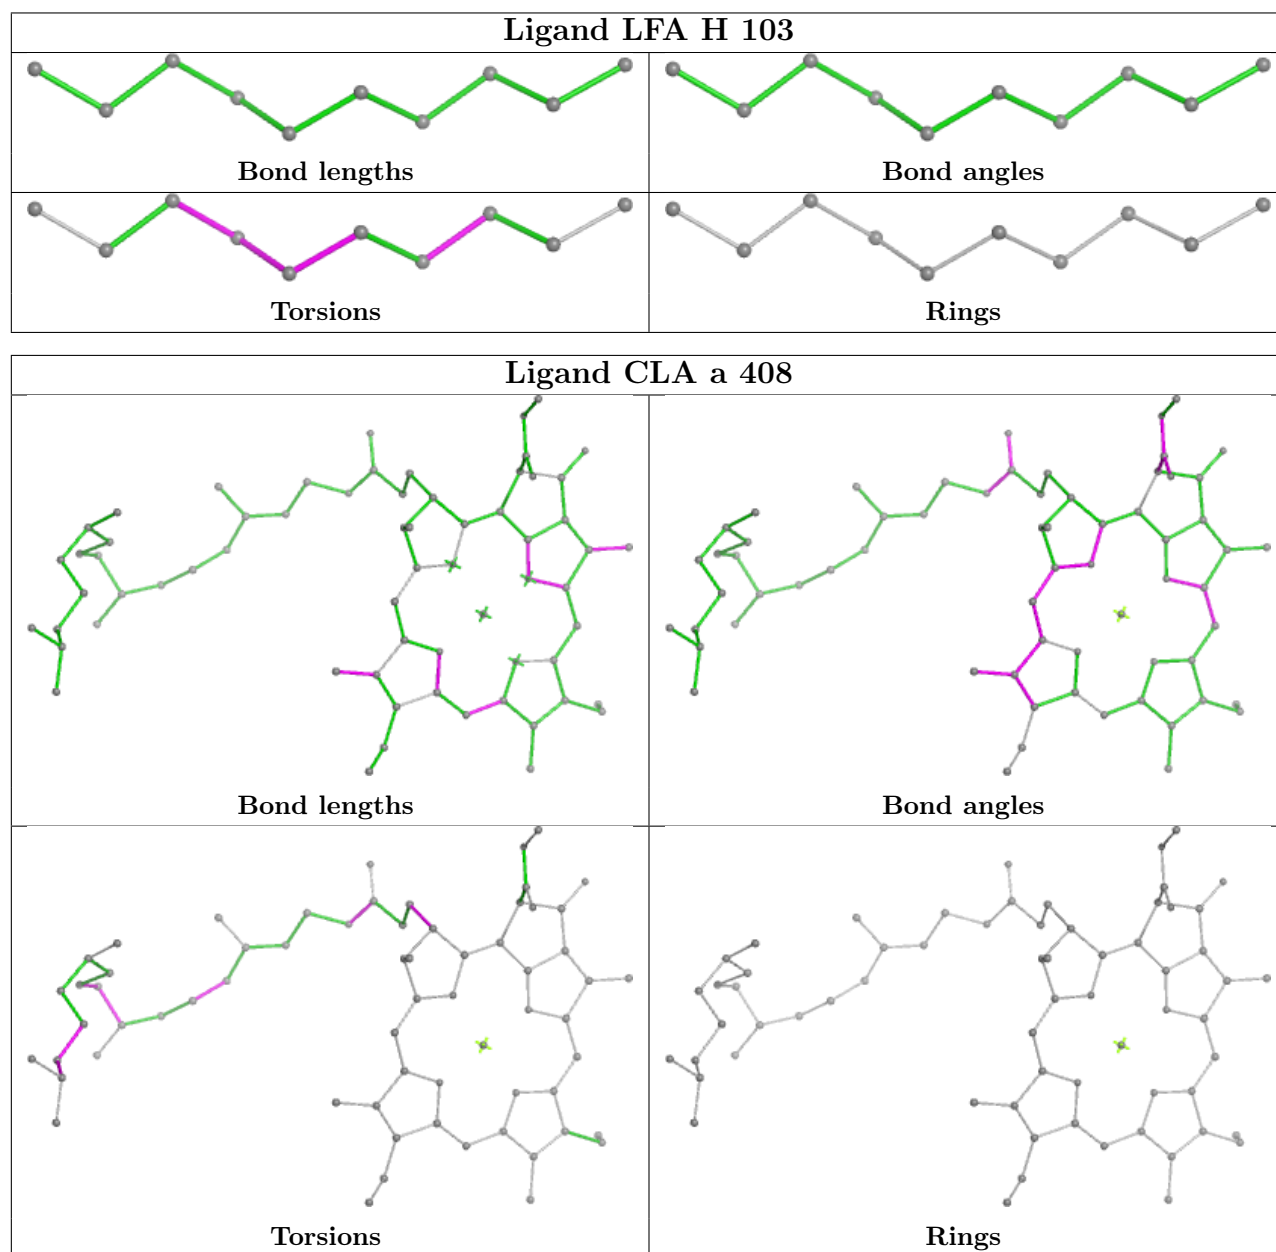 Ligand LFA H 103
Bond lengths
Bond angles
Torsions
Rings
Ligand CLA a 408
Bond lengths
Bond angles
Torsions
Rings